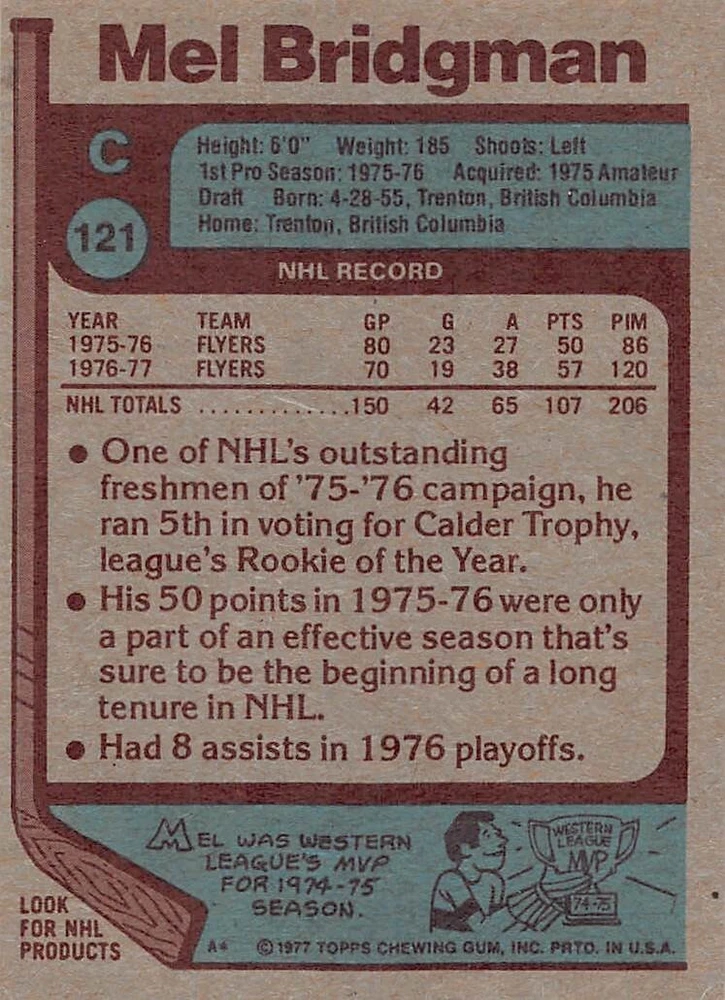 Mel Bridgman
C
121
Height: 6'0" Weight: 185 Shoots: Left
1st Pro Season: 1975-76 Acquired: 1975 Amateur
Draft Born: 4-28-55, Trenton, British Columbia
Home: Trenton, British Columbia
NHL RECORD
YEAR TEAM GP G A PTS PIM
1975-76 FLYERS 80 23 27 50 86
1976-77 FLYERS 70 19 38 57 120
NHL TOTALS .............150 42 65 107 206
• One of NHL's outstanding
freshmen of '75-'76 campaign, he
ran 5th in voting for Calder Trophy,
league's Rookie of the Year.
• His 50 points in 1975-76 were only
a part of an effective season that's
sure to be the beginning of a long
tenure in NHL.
• Had 8 assists in 1976 playoffs.
MEL WAS WESTERN
LEAGUE'S MVP
FOR 1974-75
SEASON.
WESTERN
LEAGUE
MVP
74-75
LOOK
FOR NHL
PRODUCTS
A* ©1977 TOPPS CHEWING GUM, INC. PRTD. IN U.S.A.